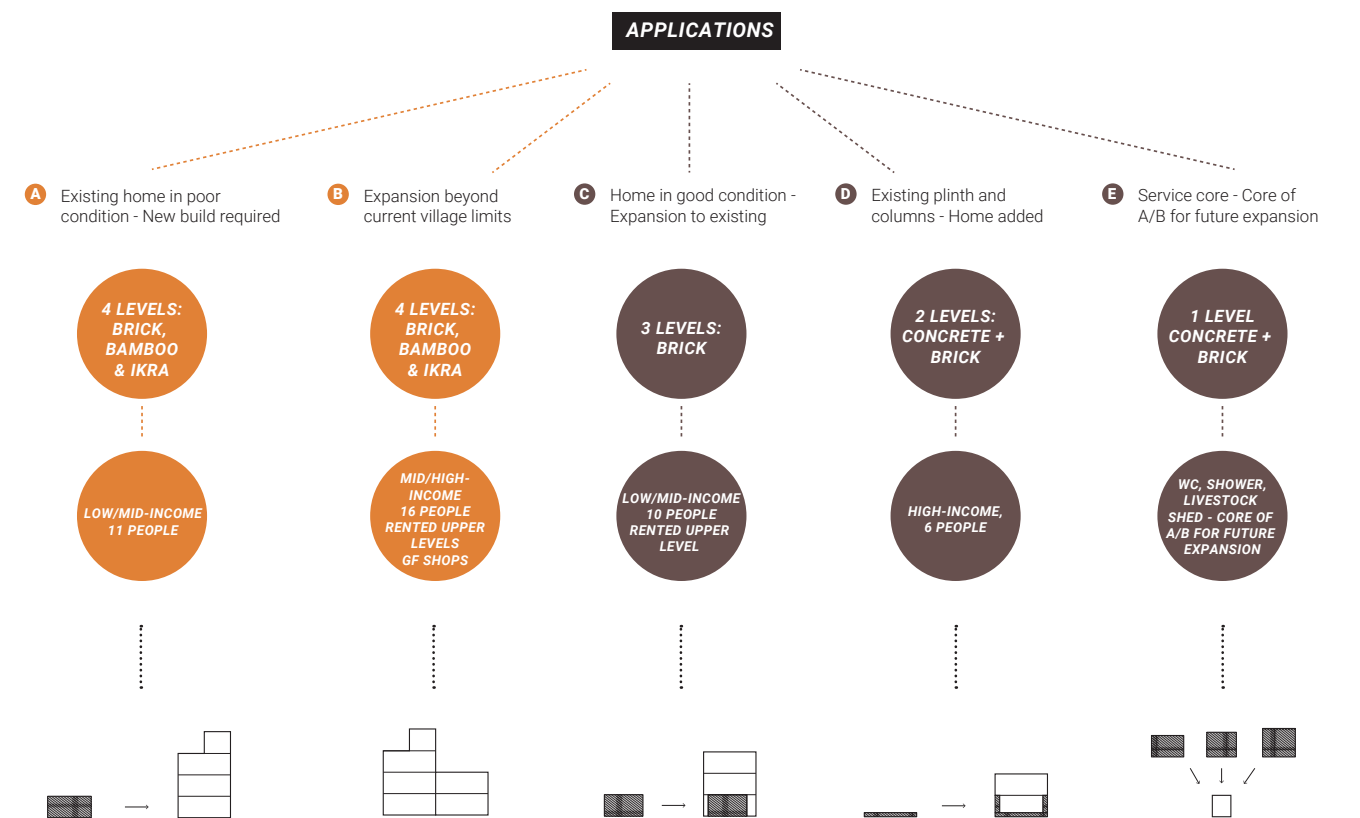 APPLICATIONS
A
Existing home in poor
condition - New build required
B
Expansion beyond
current village limits
C
Home in good condition -
Expansion to existing
D
Existing plinth and
columns - Home added
E
Service core - Core of
A/B for future expansion
4 LEVELS:
BRICK,
BAMBOO
& IKRA
4 LEVELS:
BRICK,
BAMBOO
& IKRA
3 LEVELS:
BRICK
2 LEVELS:
CONCRETE +
BRICK
1 LEVEL
CONCRETE +
BRICK
LOW/MID-INCOME
11 PEOPLE
MID/HIGH-
INCOME
16 PEOPLE
RENTED UPPER
LEVELS
GF SHOPS
LOW/MID-INCOME
10 PEOPLE
RENTED UPPER
LEVEL
HIGH-INCOME,
6 PEOPLE
WC, SHOWER,
LIVESTOCK
SHED - CORE OF
A/B FOR FUTURE
EXPANSION